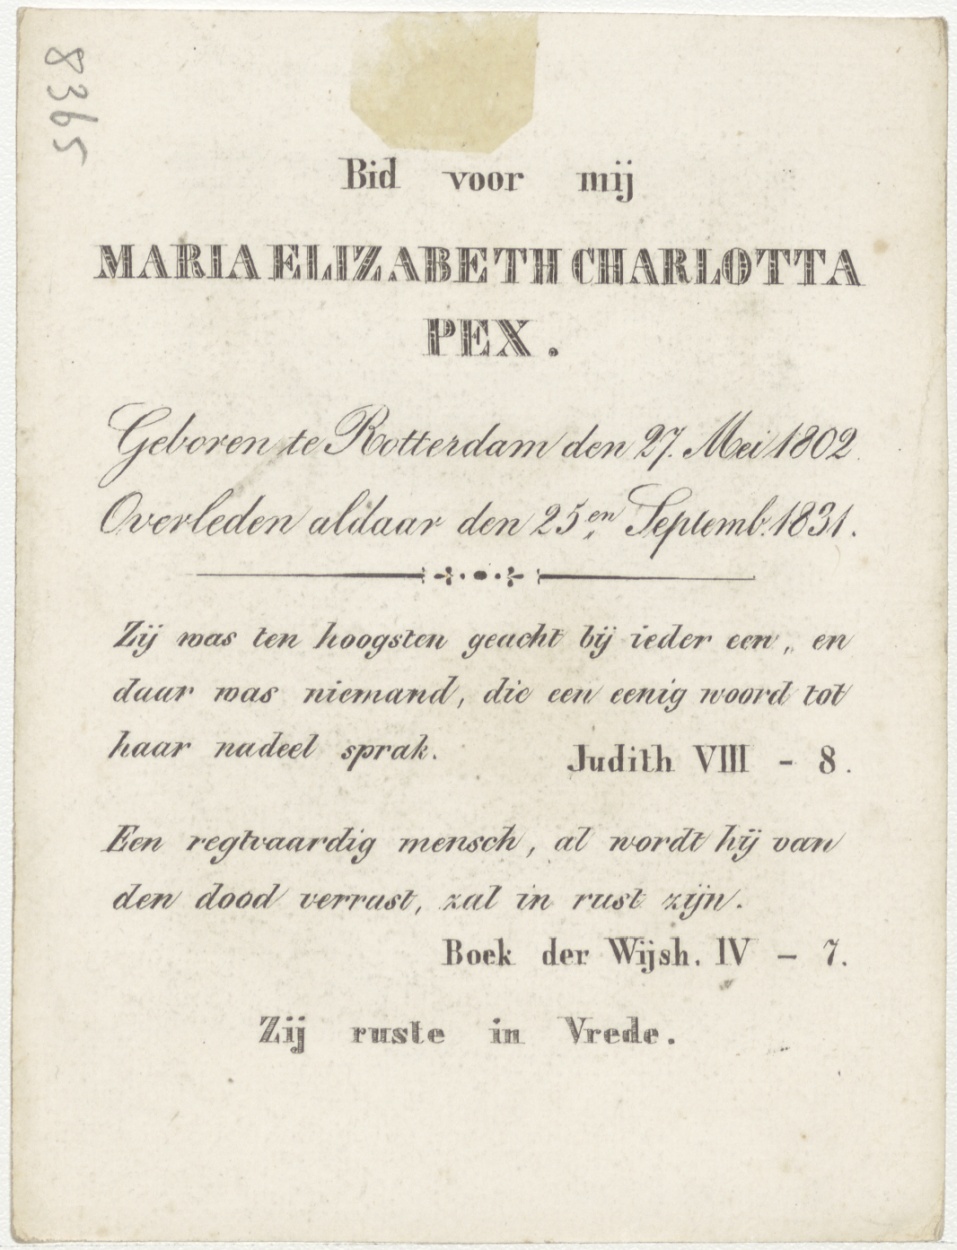 8365
Bid voor mij
MARIA ELIZABETH CHARLOTTA
PEX.
Geboren te Rotterdam den 27. Mei 1802.
Overleden aldaar den 25en Septemb. 1831.
Zij was ten hoogsten geacht bij ieder een, en
daar was niemand, die een eenig woord tot
haar nadeel sprak. Judith VIII - 8.
Een regtvaardig mensch, al wordt hij van
den dood verrast, zal in rust zijn.
Boek der Wijsh. IV - 7.
Zij ruste in Vrede.